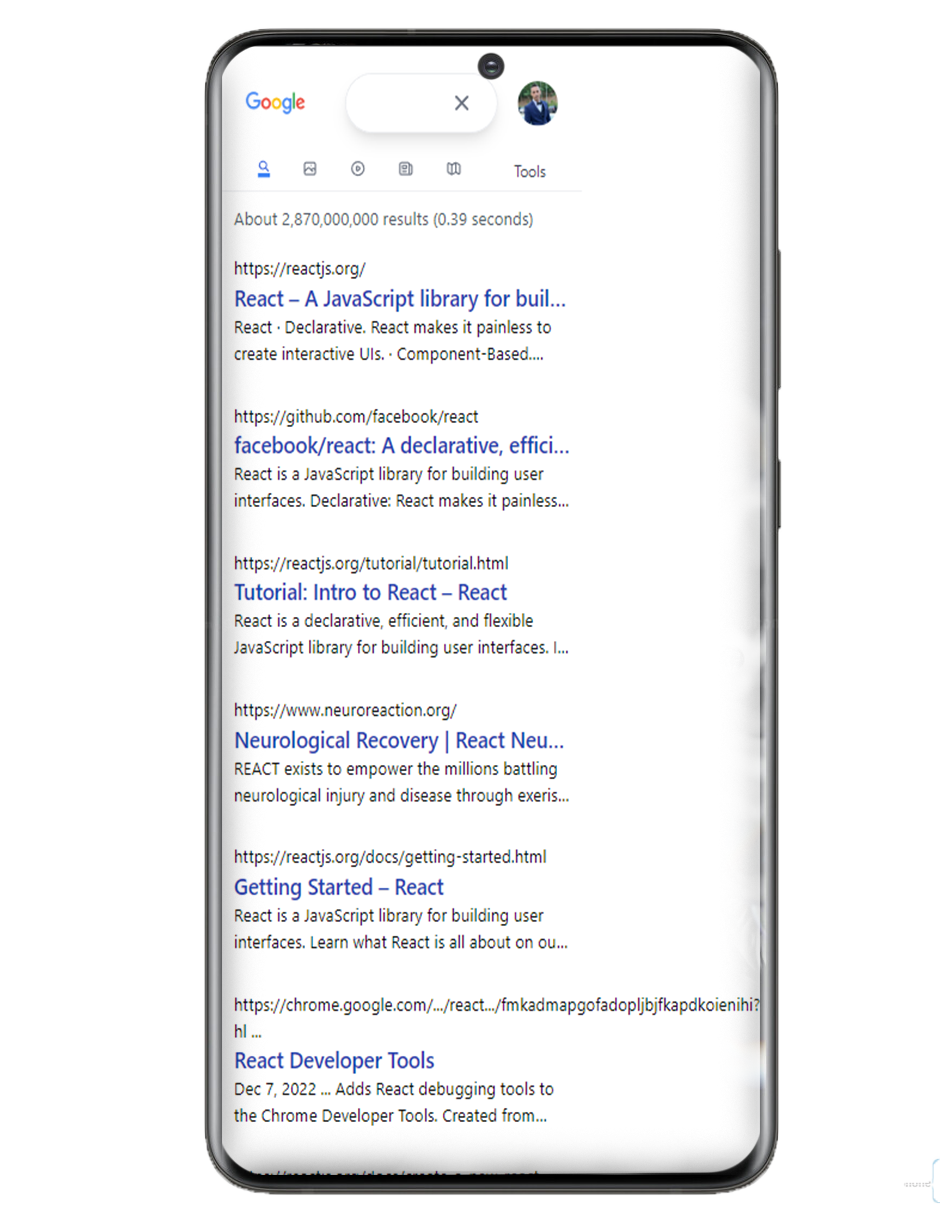 Google
Tools
About 2,870,000,000 results (0.39 seconds)
https://reactjs.org/
React – A JavaScript library for buil...
React · Declarative. React makes it painless to
create interactive UIs. · Component-Based....
https://github.com/facebook/react
facebook/react: A declarative, effici...
React is a JavaScript library for building user
interfaces. Declarative: React makes it painless...
https://reactjs.org/tutorial/tutorial.html
Tutorial: Intro to React – React
React is a declarative, efficient, and flexible
JavaScript library for building user interfaces. I...
https://www.neuroreaction.org/
Neurological Recovery | React Neu...
REACT exists to empower the millions battling
neurological injury and disease through exeris...
https://reactjs.org/docs/getting-started.html
Getting Started – React
React is a JavaScript library for building user
interfaces. Learn what React is all about on ou...
https://chrome.google.com/.../react.../fmkadmapgofadopljbjfkapdkoienihi?
hl ...
React Developer Tools
Dec 7, 2022 ... Adds React debugging tools to
the Chrome Developer Tools. Created from...